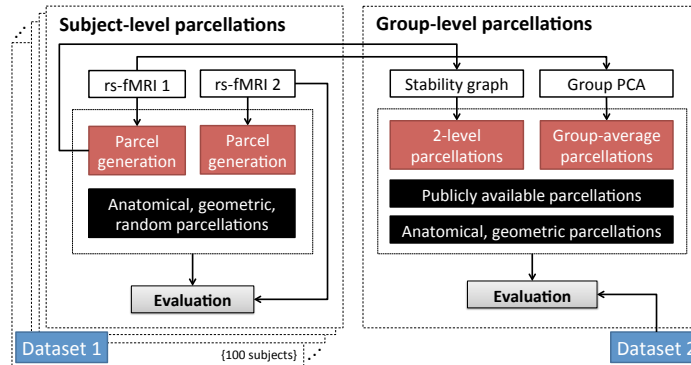 Subject-level parcellations
Group-level parcellations
rs-fMRI 1
rs-fMRI 2
Stability graph
Group PCA
Parcel
generation
Parcel
generation
2-level
parcellations
Group-average
parcellations
Anatomical, geometric,
random parcellations
Publicly available parcellations
Anatomical, geometric parcellations
Evaluation
Evaluation
Dataset 1
{100 subjects}
Dataset 2